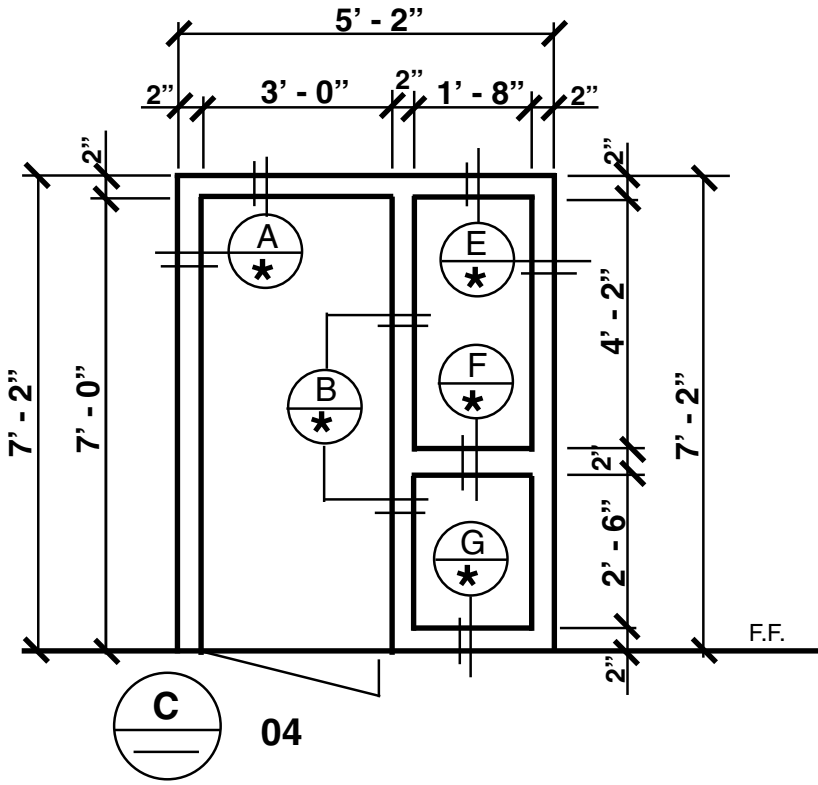 5’ - 2”
2” 3’ - 0” 2” 1’ - 8” 2”
2” 2”
A
*
E
*
4’ - 2”
F
*
B
*
7’ - 2”
7’ - 0”
7’ - 2”
2”
G
*
2’ - 6”
F.F.
2”
C
04